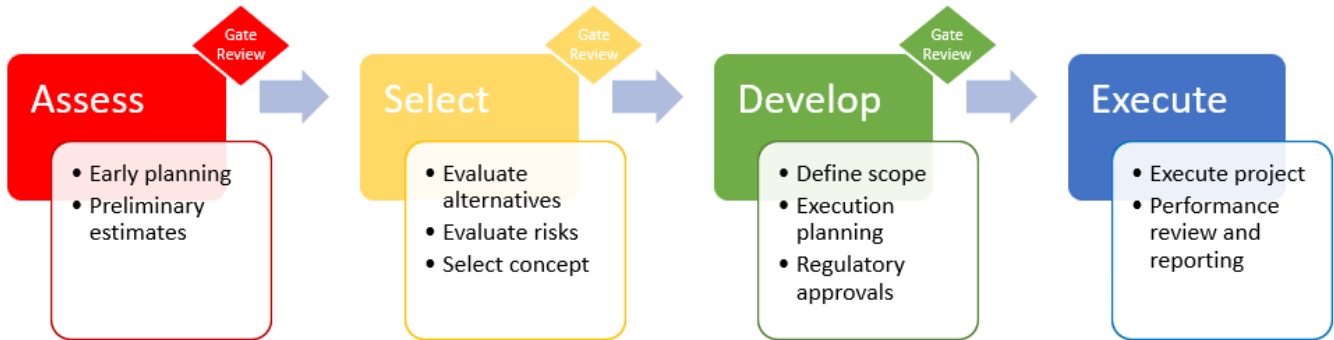 Gate
Review
Assess
• Early planning
• Preliminary
estimates
Gate
Review
Select
• Evaluate
alternatives
• Evaluate risks
• Select concept
Gate
Review
Develop
• Define scope
• Execution
planning
• Regulatory
approvals
Execute
• Execute project
• Performance
review and
reporting